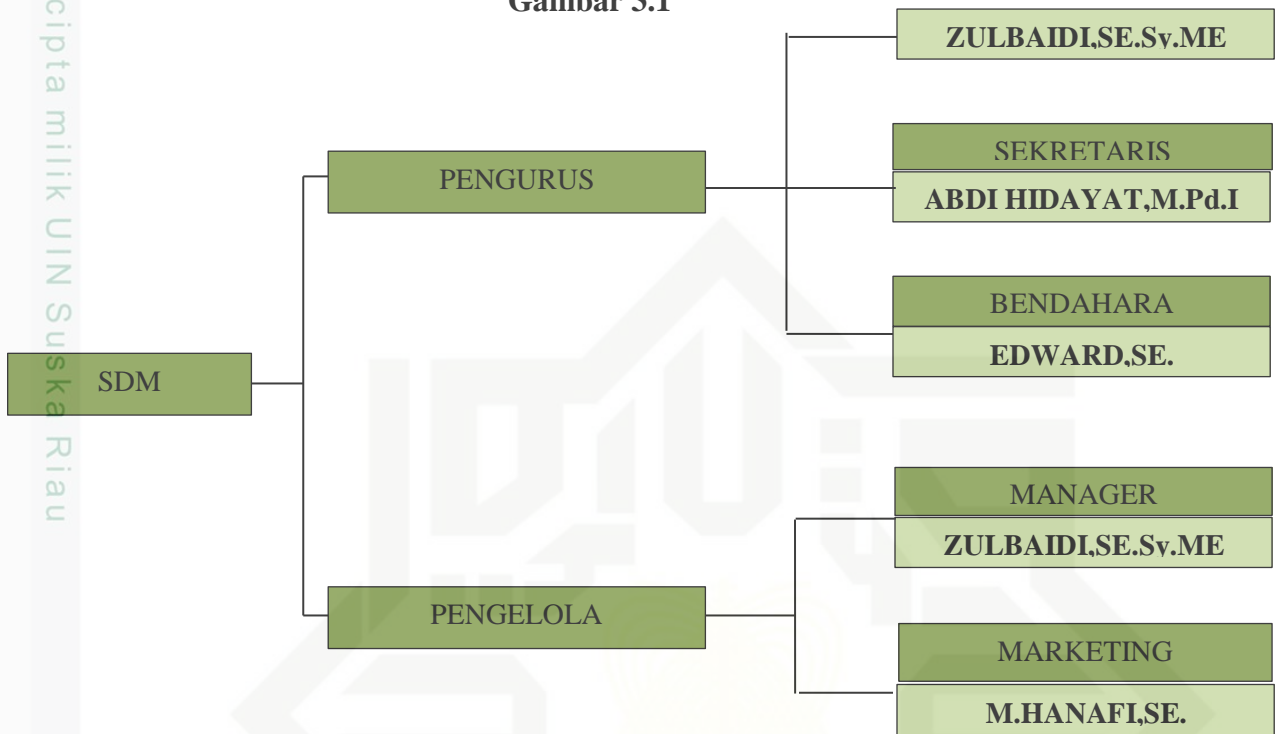 Gambar 3.1
ZULBAIDI,SE.Sy.ME
PENGURUS
SEKRETARIS
ABDI HIDAYAT,M.Pd.I
BENDAHARA
EDWARD,SE.
SDM
MANAGER
ZULBAIDI,SE.Sy.ME
PENGELOLA
MARKETING
M.HANAFI,SE.
cipta milik UIN Suska Riau